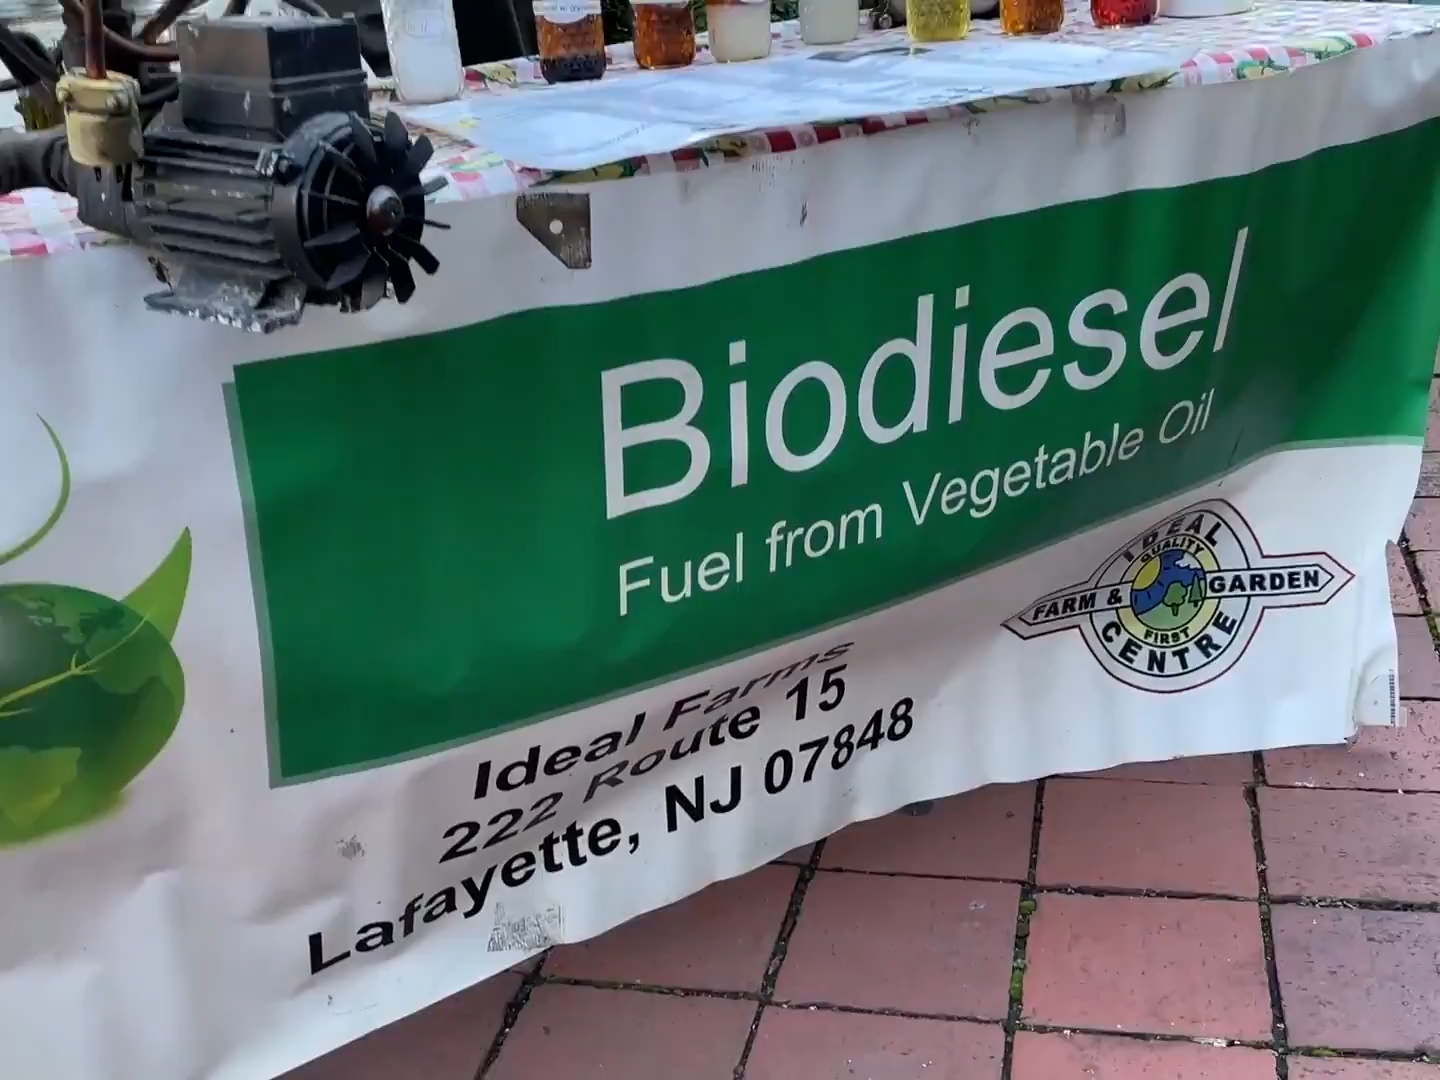 Biodiesel
Fuel from Vegetable Oil
IDEAL
QUALITY
FARM & GARDEN
FIRST
CENTRE
Ideal Farms
222 Route 15
Lafayette, NJ 07848